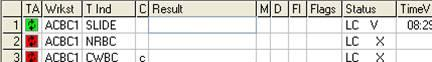 TA Wrkst T Ind C Result M D Fl Flags Status TimeV
1 ACBC1 SLIDE LC V 08:29
2 ACBC1 NRBC LC X
3 ACBC1 CWBC c LC X